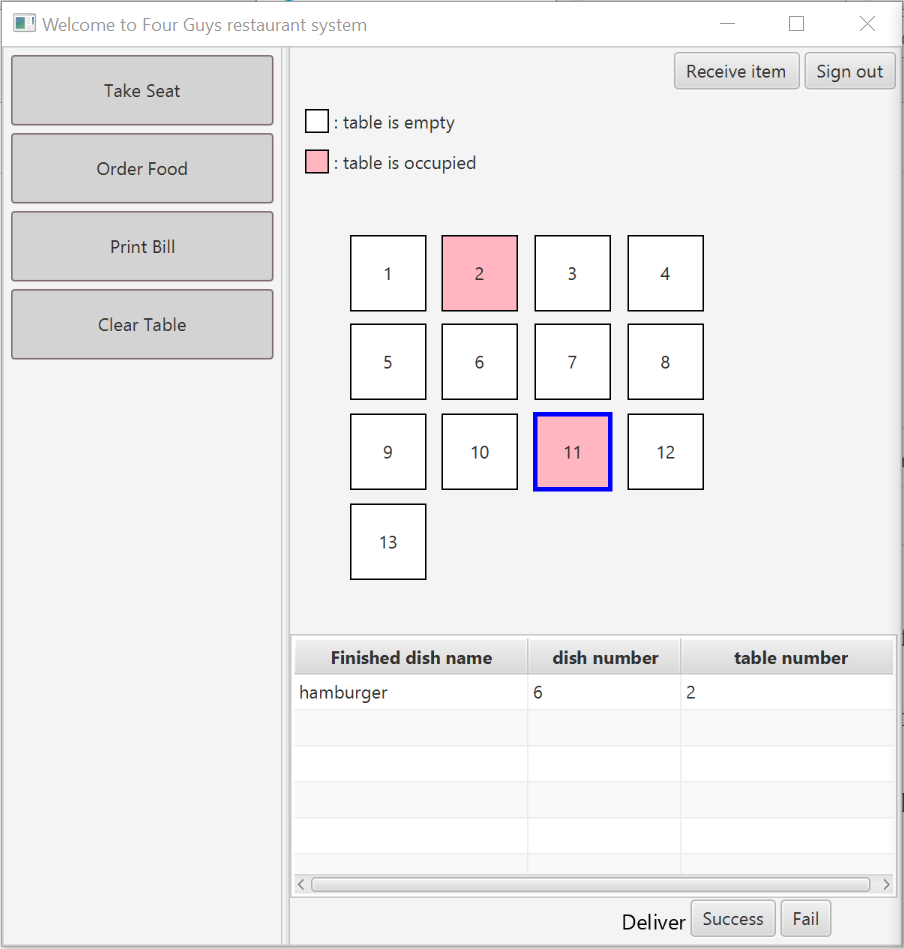 Welcome to Four Guys restaurant system
Take Seat
Order Food
Print Bill
Clear Table
Receive item Sign out
: table is empty
: table is occupied
1 2 3 4
5 6 7 8
9 10 11 12
13
Finished dish name dish number table number
hamburger 6 2
Deliver Success Fail